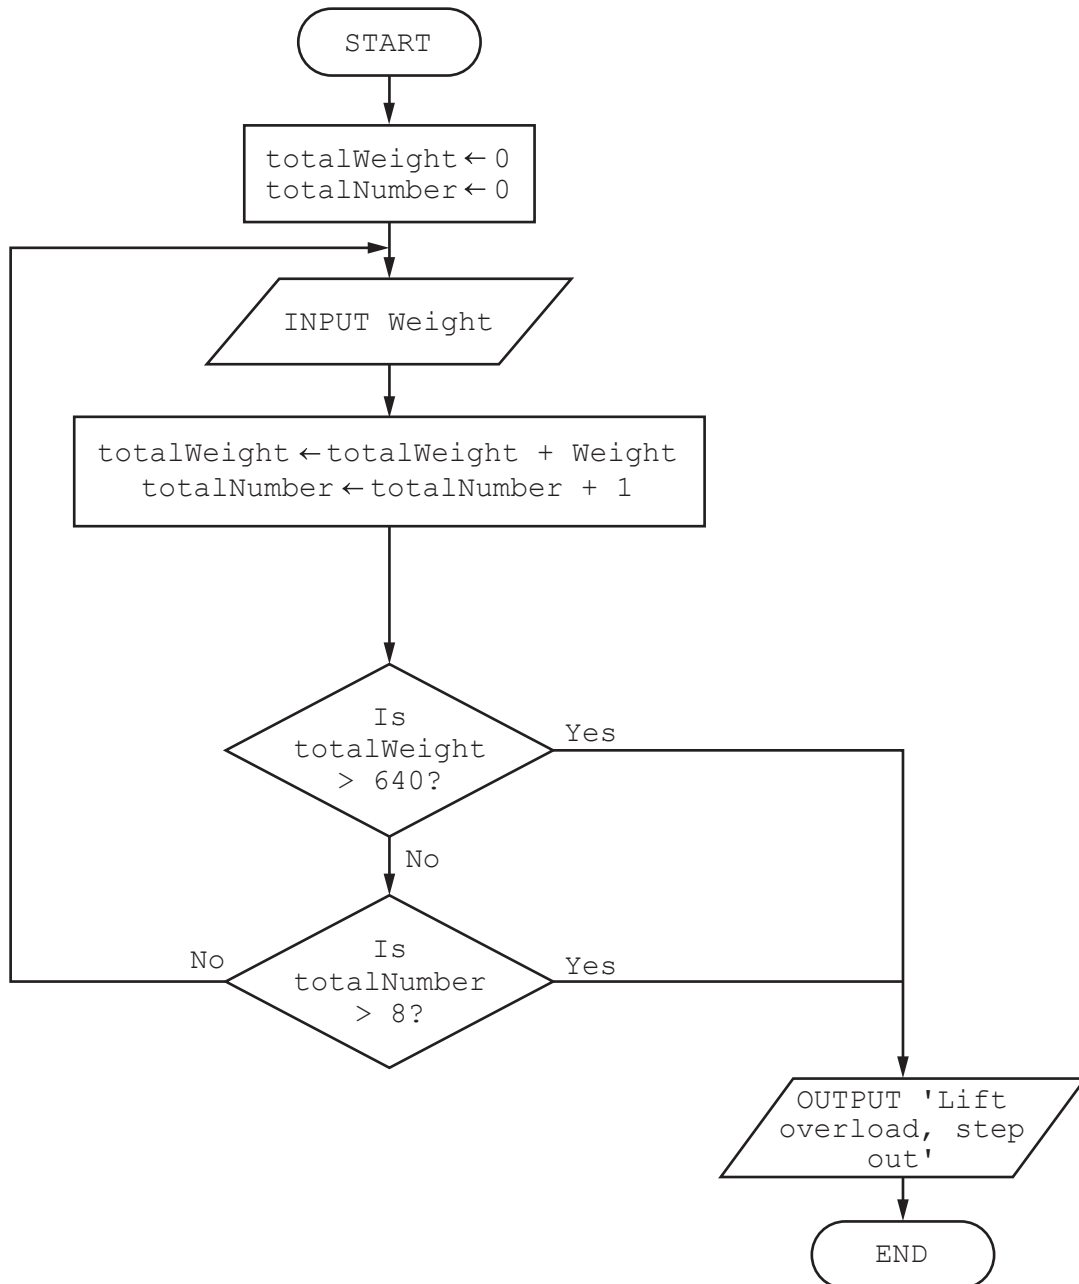 START
totalWeight ← 0
totalNumber ← 0
INPUT Weight
totalWeight ← totalWeight + Weight
totalNumber ← totalNumber + 1
Is
totalWeight
> 640?
Yes
No
Is
totalNumber
> 8?
No
Yes
OUTPUT 'Lift
overload, step
out'
END